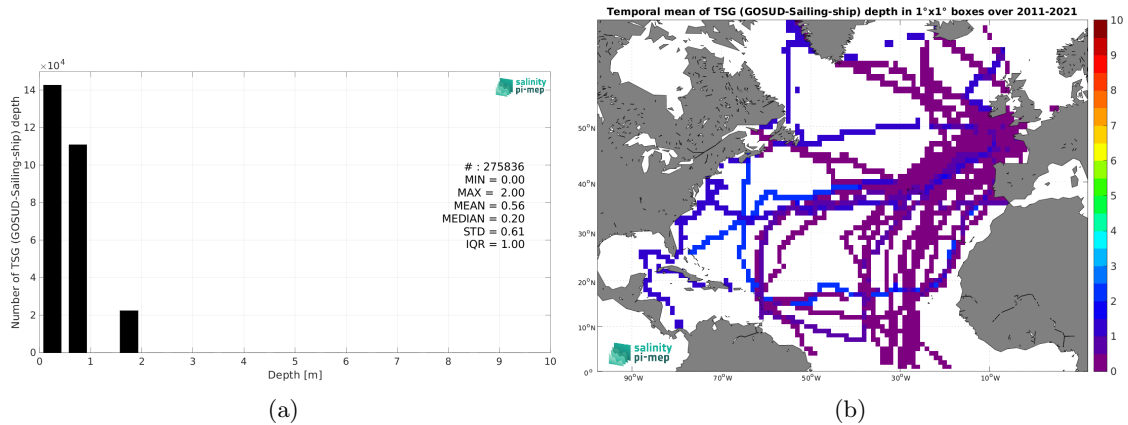 ×10⁴
14
12
10
8
6
4
2
0
Number of TSG (GOSUD-Sailing-ship) depth
salinity
pi-mep
# : 275836
MIN = 0.00
MAX = 2.00
MEAN = 0.56
MEDIAN = 0.20
STD = 0.61
IQR = 1.00
0 1 2 3 4 5 6 7 8 9 10
Depth [m]
(a)
Temporal mean of TSG (GOSUD-Sailing-ship) depth in 1°x1° boxes over 2011-2021
50°N
40°N
30°N
20°N
10°N
0°
90°W 70°W 50°W 30°W 10°W
salinity
pi-mep
10
9
8
7
6
5
4
3
2
1
0
(b)